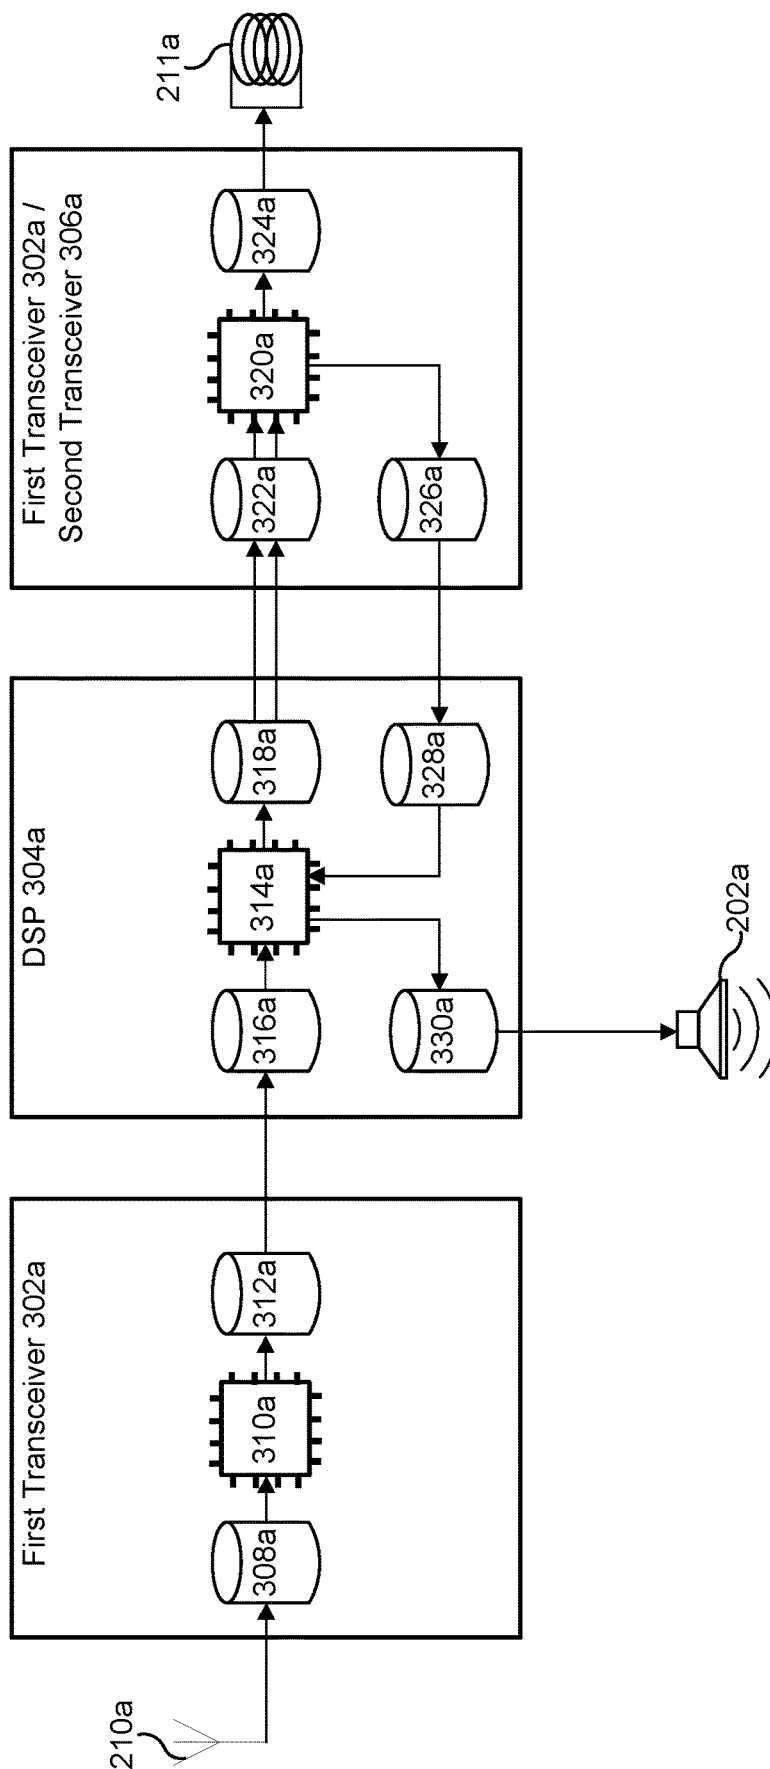 First Transceiver 302a
DSP 304a
First Transceiver 302a /
Second Transceiver 306a
210a
308a
310a
312a
316a
314a
318a
322a
320a
324a
211a
330a
328a
326a
202a